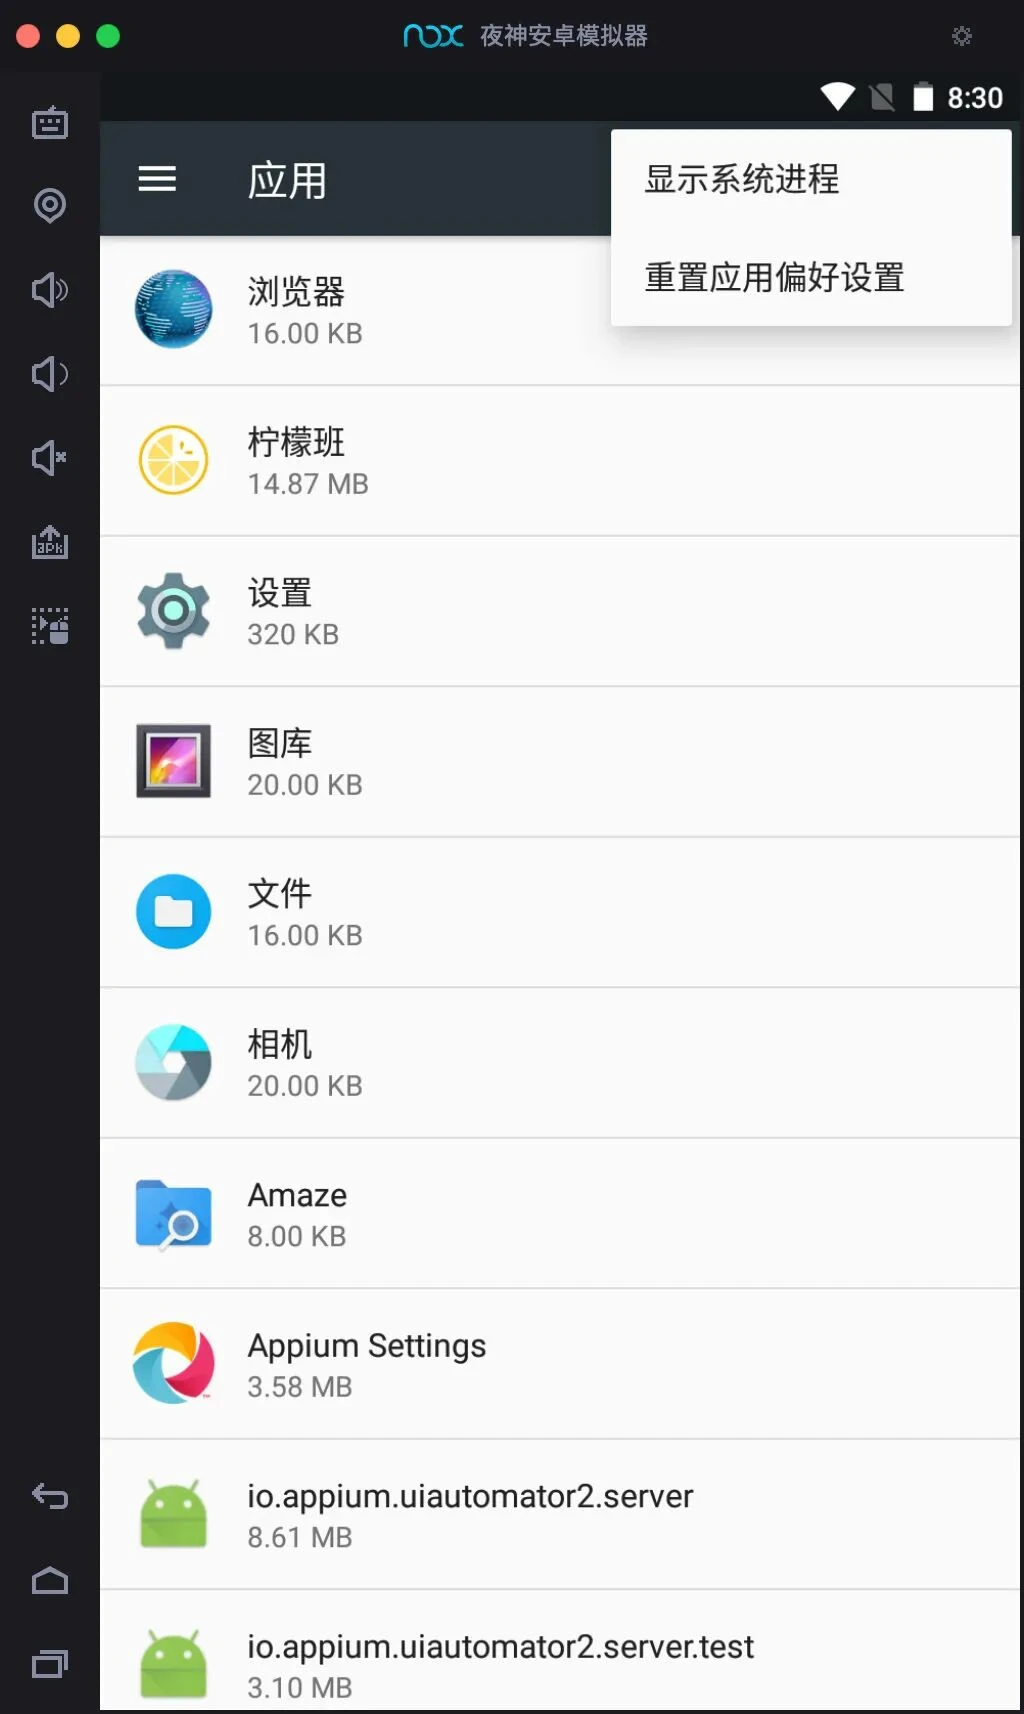 nox 夜神安卓模拟器
8:30
应用
显示系统进程
重置应用偏好设置
浏览器
16.00 KB
柠檬班
14.87 MB
设置
320 KB
图库
20.00 KB
文件
16.00 KB
相机
20.00 KB
Amaze
8.00 KB
Appium Settings
3.58 MB
io.appium.uiautomator2.server
8.61 MB
io.appium.uiautomator2.server.test
3.10 MB
apk